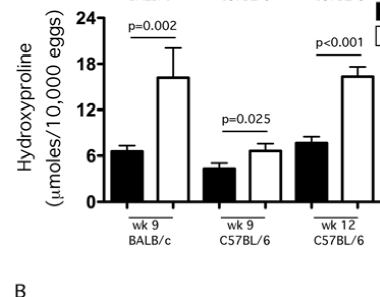 24
p=0.002
p<0.001
18
12
p=0.025
6
0
Hydroxyproline
(μmoles/10,000 eggs)
wk 9 wk 9 wk 12
BALB/c C57BL/6 C57BL/6
B